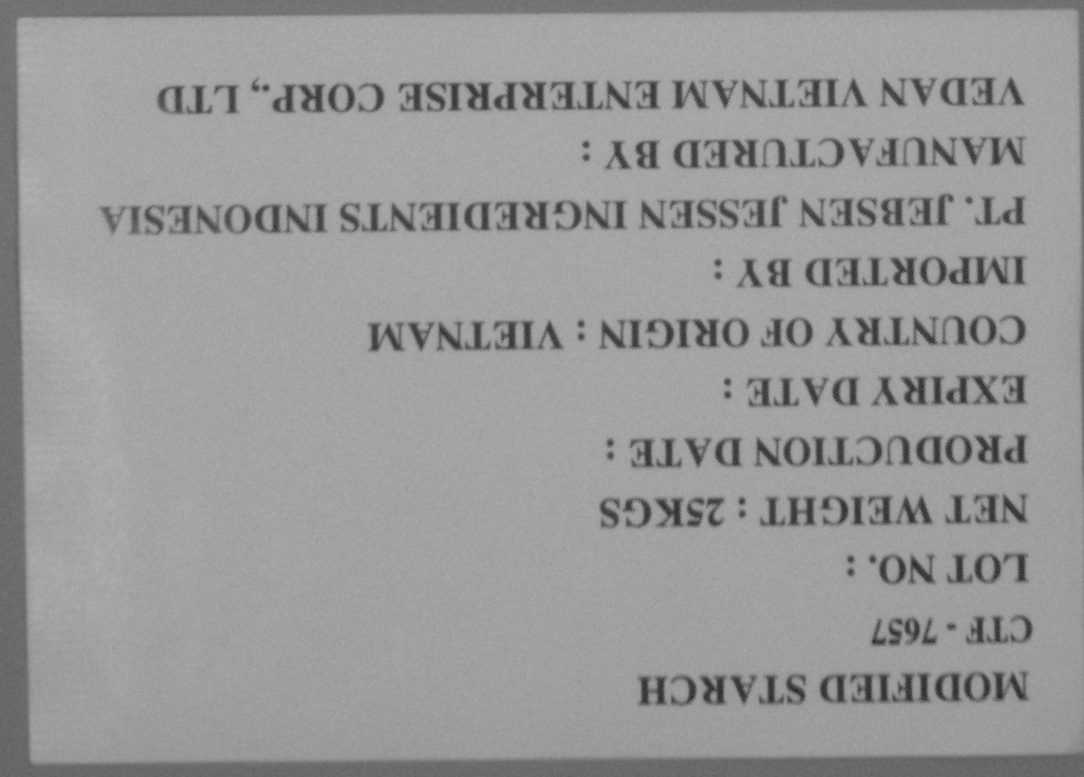 MODIFIED STARCH
CTF - 7657
LOT NO. :
NET WEIGHT : 25KGS
PRODUCTION DATE :
EXPIRY DATE :
COUNTRY OF ORIGIN : VIETNAM
IMPORTED BY :
PT. JEBSEN JESSEN INGREDIENTS INDONESIA
MANUFACTURED BY :
VEDAN VIETNAM ENTERPRISE CORP., LTD